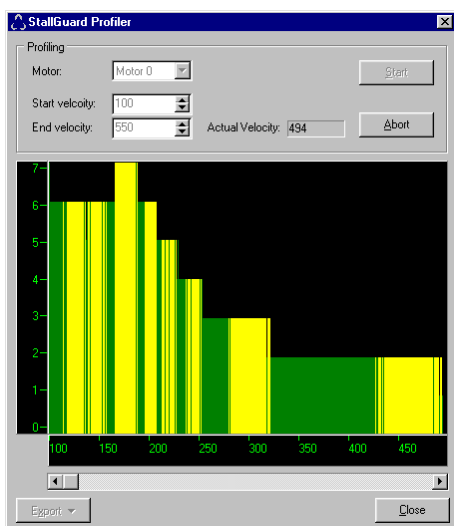 StallGuard Profiler
Profiling
Motor: Motor 0 Start
Start velcoity: 100
End velocity: 550 Actual Velocity: 494 Abort
7
6
5
4
3
2
1
0
100 150 200 250 300 350 400 450
Export Close